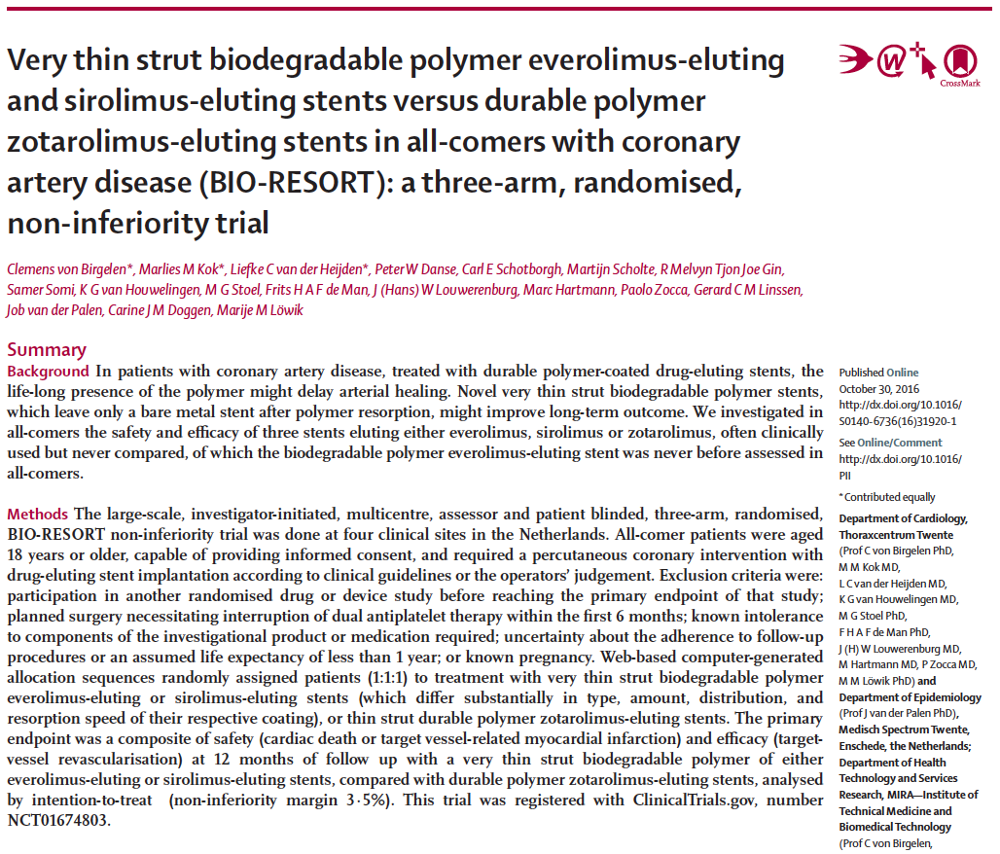 Very thin strut biodegradable polymer everolimus-eluting
and sirolimus-eluting stents versus durable polymer
zotarolimus-eluting stents in all-comers with coronary
artery disease (BIO-RESORT): a three-arm, randomised,
non-inferiority trial
W
CrossMark
Clemens von Birgelen*, Marlies M Kok*, Liefke C van der Heijden*, Peter W Danse, Carl E Schotborgh, Martijn Scholte, R Melvyn Tjon Joe Gin,
Samer Somi, K G van Houwelingen, M G Stoel, Frits H A F de Man, J (Hans) W Louwerenburg, Marc Hartmann, Paolo Zocca, Gerard C M Linssen,
Job van der Palen, Carine J M Doggen, Marije M Löwik
Summary
Background In patients with coronary artery disease, treated with durable polymer-coated drug-eluting stents, the
life-long presence of the polymer might delay arterial healing. Novel very thin strut biodegradable polymer stents,
which leave only a bare metal stent after polymer resorption, might improve long-term outcome. We investigated in
all-comers the safety and efficacy of three stents eluting either everolimus, sirolimus or zotarolimus, often clinically
used but never compared, of which the biodegradable polymer everolimus-eluting stent was never before assessed in
all-comers.
Methods The large-scale, investigator-initiated, multicentre, assessor and patient blinded, three-arm, randomised,
BIO-RESORT non-inferiority trial was done at four clinical sites in the Netherlands. All-comer patients were aged
18 years or older, capable of providing informed consent, and required a percutaneous coronary intervention with
drug-eluting stent implantation according to clinical guidelines or the operators' judgement. Exclusion criteria were:
participation in another randomised drug or device study before reaching the primary endpoint of that study;
planned surgery necessitating interruption of dual antiplatelet therapy within the first 6 months; known intolerance
to components of the investigational product or medication required; uncertainty about the adherence to follow-up
procedures or an assumed life expectancy of less than 1 year; or known pregnancy. Web-based computer-generated
allocation sequences randomly assigned patients (1:1:1) to treatment with very thin strut biodegradable polymer
everolimus-eluting or sirolimus-eluting stents (which differ substantially in type, amount, distribution, and
resorption speed of their respective coating), or thin strut durable polymer zotarolimus-eluting stents. The primary
endpoint was a composite of safety (cardiac death or target vessel-related myocardial infarction) and efficacy (target-
vessel revascularisation) at 12 months of follow up with a very thin strut biodegradable polymer of either
everolimus-eluting or sirolimus-eluting stents, compared with durable polymer zotarolimus-eluting stents, analysed
by intention-to-treat (non-inferiority margin 3·5%). This trial was registered with ClinicalTrials.gov, number
NCT01674803.
Published Online
October 30, 2016
http://dx.doi.org/10.1016/
S0140-6736(16)31920-1
See Online/Comment
http://dx.doi.org/10.1016/
PII
*Contributed equally
Department of Cardiology,
Thoraxcentrum Twente
(Prof C von Birgelen PhD,
M M Kok MD,
L C van der Heijden MD,
K G van Houwelingen MD,
M G Stoel PhD,
F H A F de Man PhD,
J (H) W Louwerenburg MD,
M Hartmann MD, P Zocca MD,
M M Löwik PhD) and
Department of Epidemiology
(Prof J van der Palen PhD),
Medisch Spectrum Twente,
Enschede, the Netherlands;
Department of Health
Technology and Services
Research, MIRA—Institute of
Technical Medicine and
Biomedical Technology
(Prof C von Birgelen,